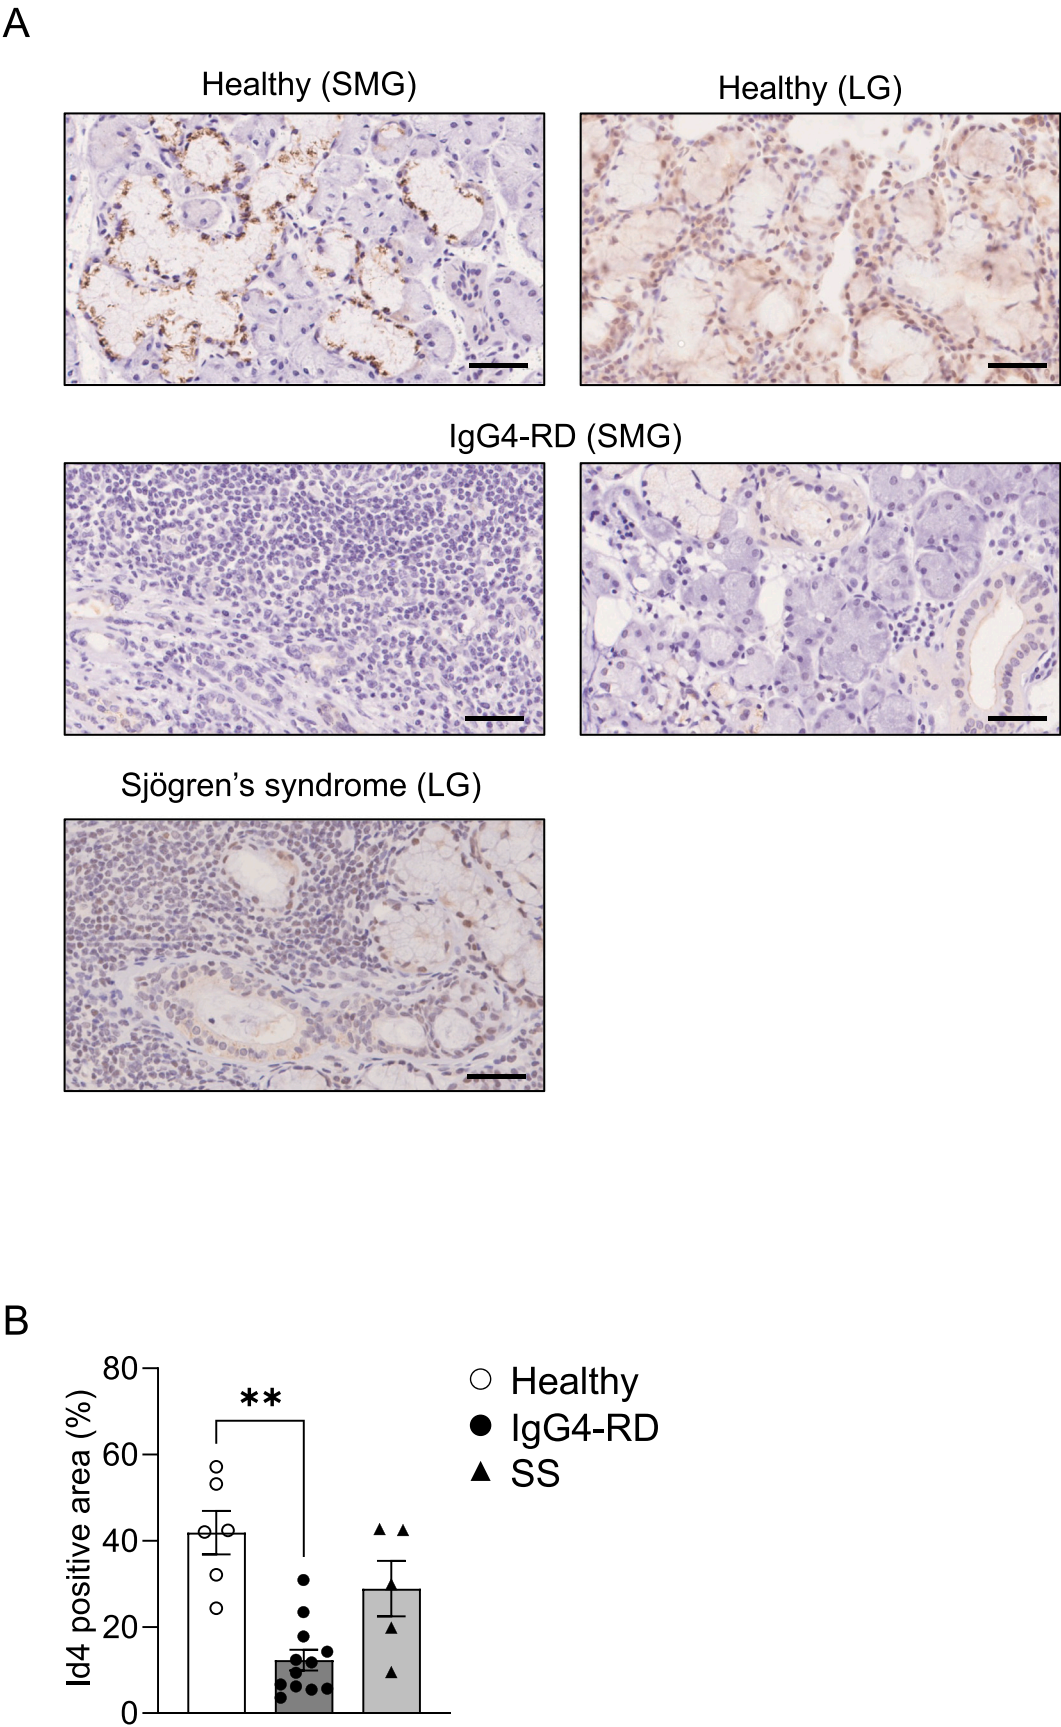 A
Healthy (SMG)
Healthy (LG)
IgG4-RD (SMG)
Sjögren’s syndrome (LG)
B
Id4 positive area (%)
80
60
40
20
0
**
Healthy
IgG4-RD
SS